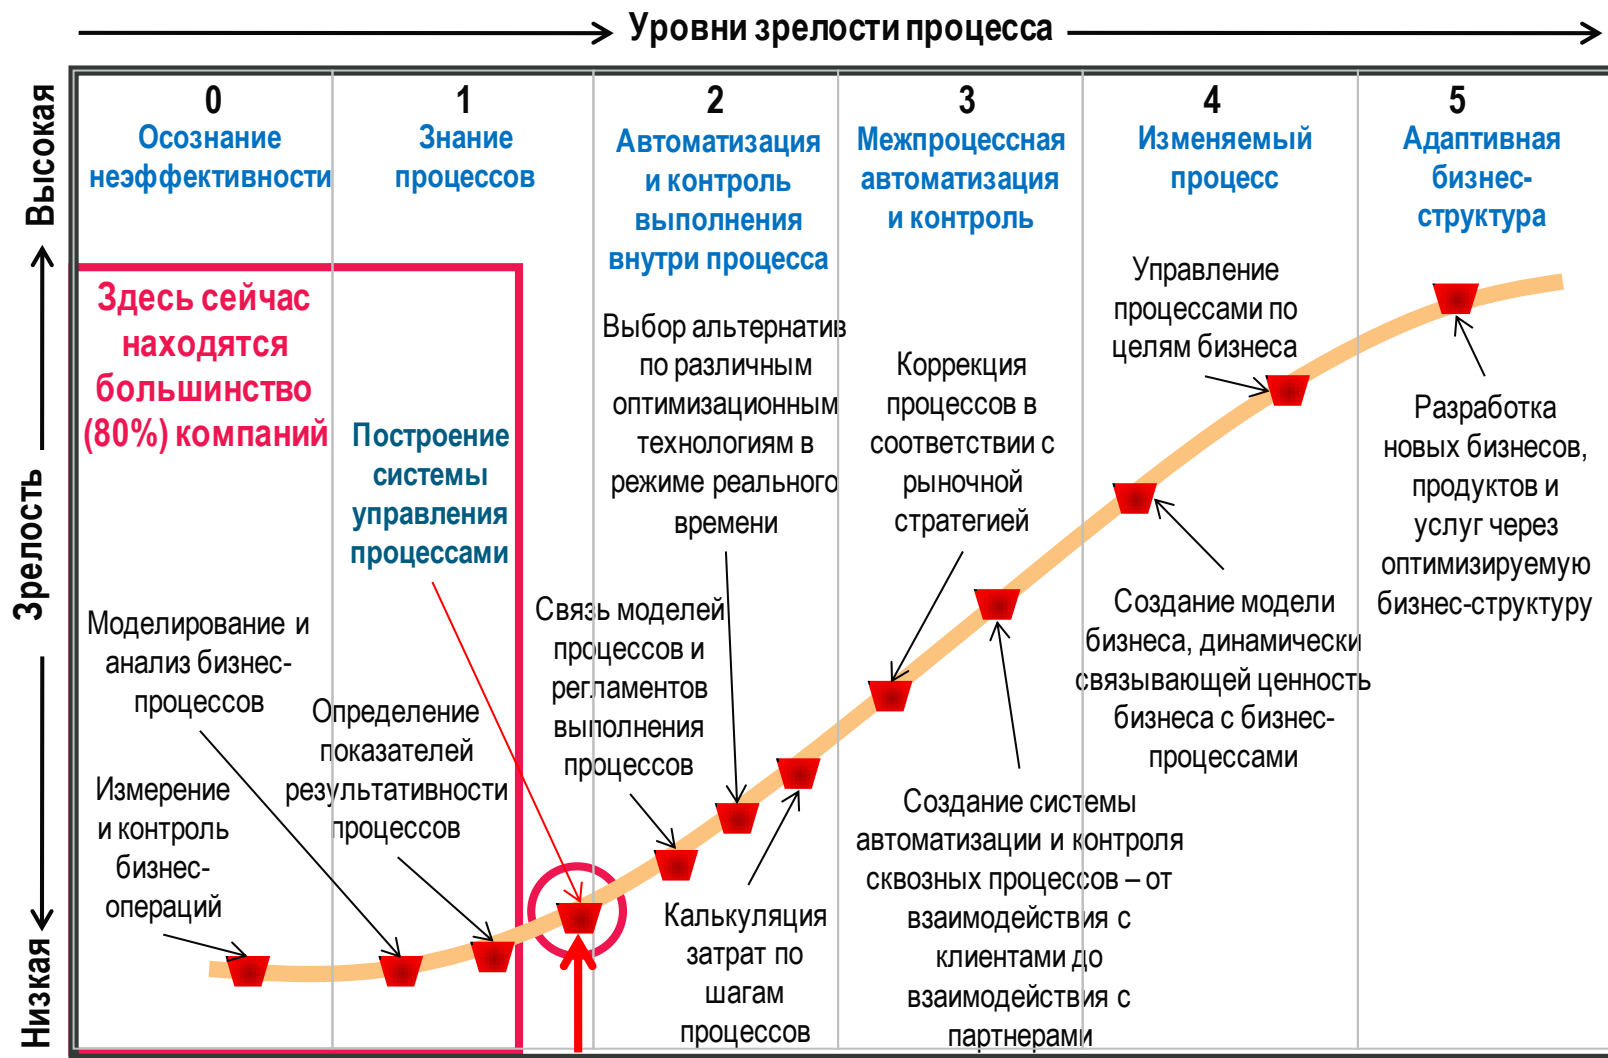 Уровни зрелости процесса
Высокая
Зрелость
Низкая
0
Осознание
неэффективности
1
Знание
процессов
2
Автоматизация
и контроль
выполнения
внутри процесса
3
Межпроцессная
автоматизация
и контроль
4
Изменяемый
процесс
5
Адаптивная
бизнес-
структура
Здесь сейчас
находятся
большинство
(80%) компаний
Построение
системы
управления
процессами
Моделирование и
анализ бизнес-
процессов
Измерение
и контроль
бизнес-
операций
Определение
показателей
результативности
процессов
Связь моделей
процессов и
регламентов
выполнения
процессов
Выбор альтернатив
по различным
оптимизационным
технологиям в
режиме реального
времени
Калькуляция
затрат по
шагам
процессов
Коррекция
процессов в
соответствии с
рыночной
стратегией
Создание системы
автоматизации и контроля
сквозных процессов – от
взаимодействия с
клиентами до
взаимодействия с
партнерами
Управление
процессами по
целям бизнеса
Создание модели
бизнеса, динамически
связывающей ценность
бизнеса с бизнес-
процессами
Разработка
новых бизнесов,
продуктов и
услуг через
оптимизируемую
бизнес-структуру